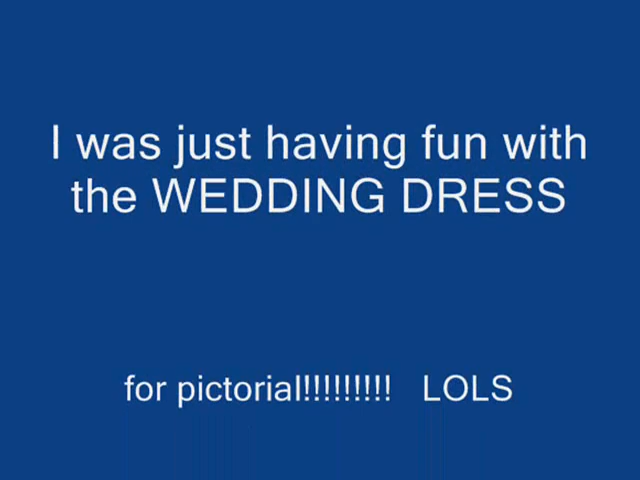 I was just having fun with
the WEDDING DRESS
for pictorial!!!!!!!!! LOLS